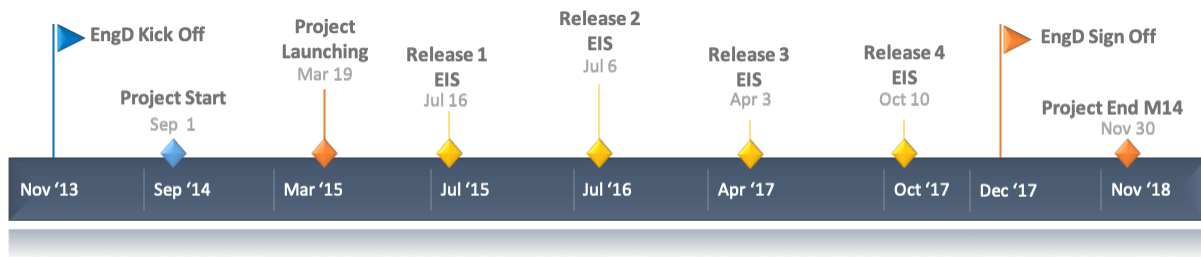 EngD Kick Off
Project Start
Sep 1
Project
Launching
Mar 19
Release 1
EIS
Jul 16
Release 2
EIS
Jul 6
Release 3
EIS
Apr 3
Release 4
EIS
Oct 10
EngD Sign Off
Project End M14
Nov 30
Nov ‘13
Sep ‘14
Mar ‘15
Jul ‘15
Jul ‘16
Apr ‘17
Oct ‘17
Dec ‘17
Nov ‘18